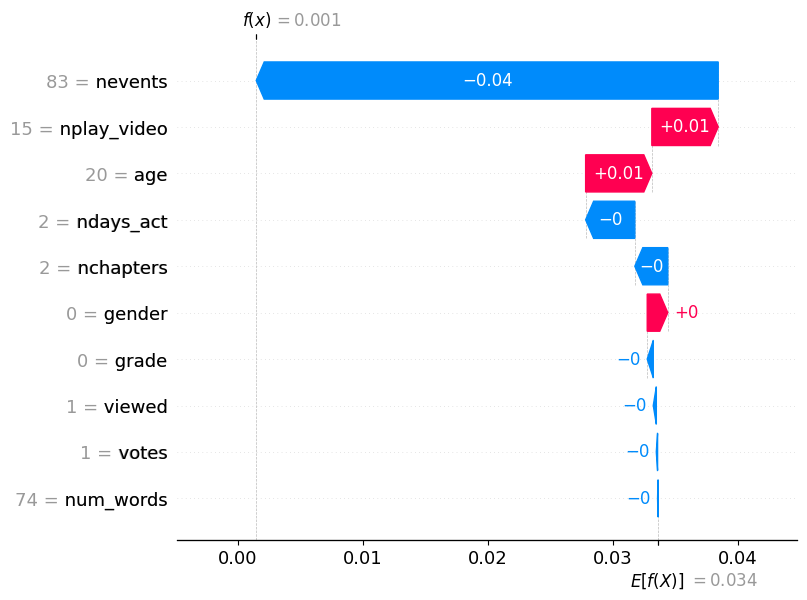 f(x) = 0.001
83 = nevents −0.04
15 = nplay_video +0.01
20 = age +0.01
2 = ndays_act −0
2 = nchapters −0
0 = gender +0
0 = grade −0
1 = viewed −0
1 = votes −0
74 = num_words −0
0.00 0.01 0.02 0.03 0.04
E[f(X)] = 0.034